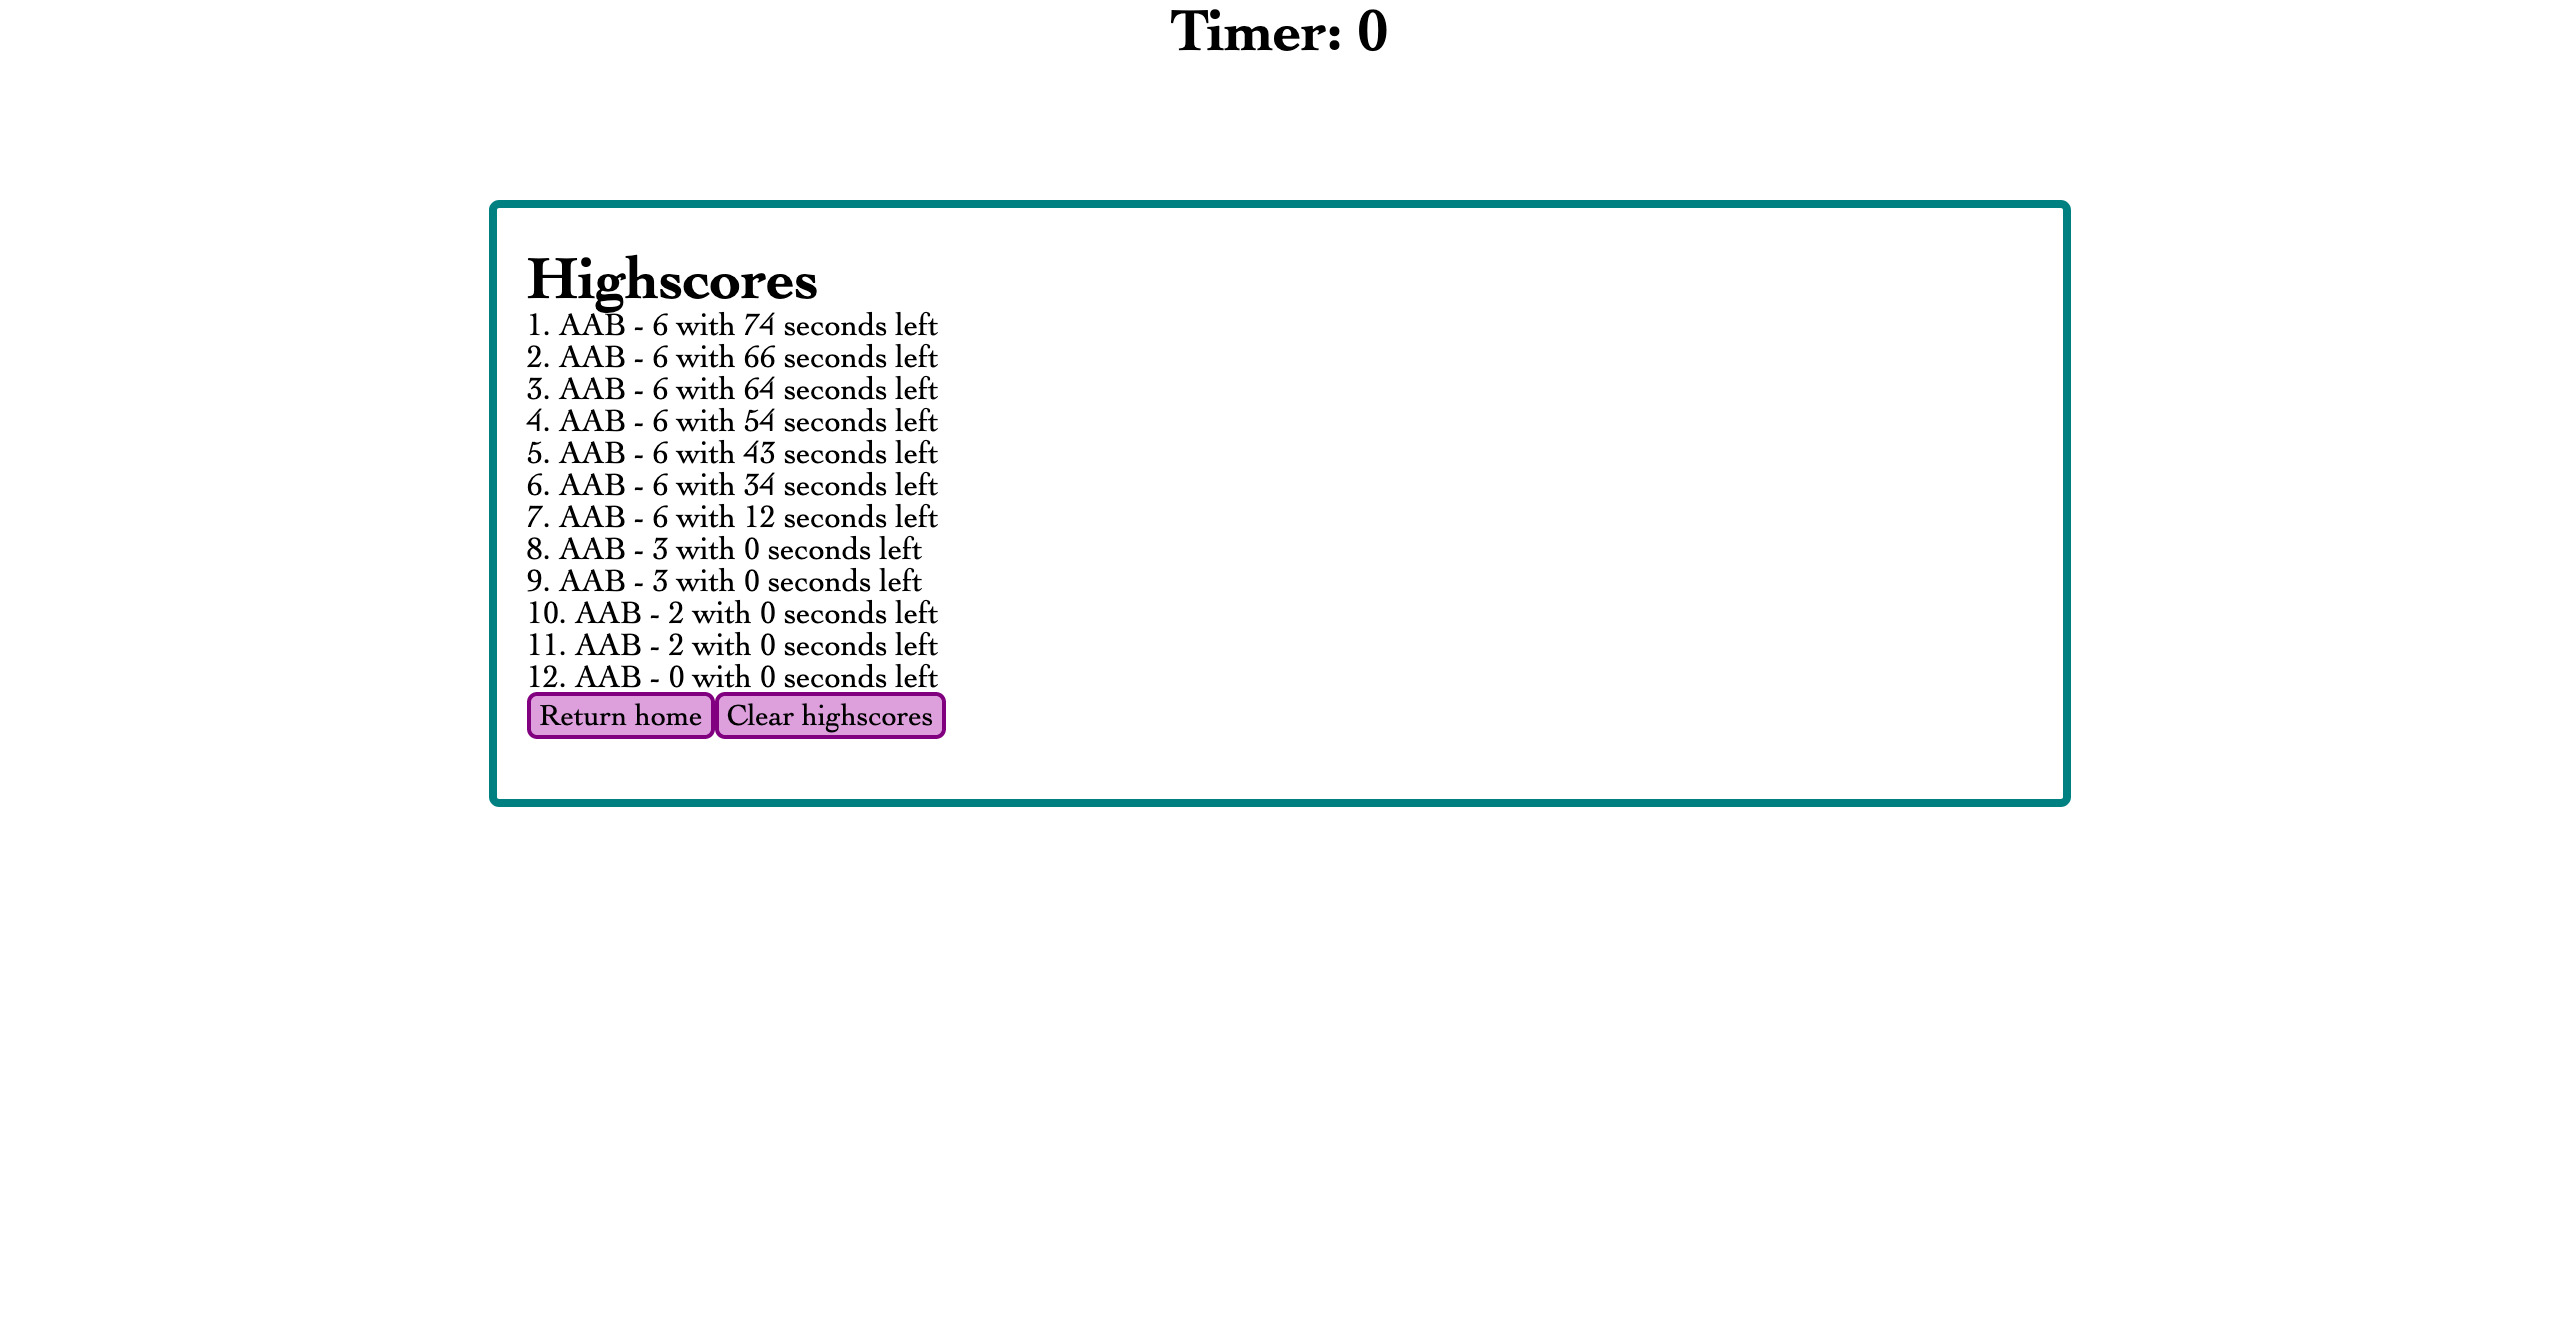 Timer: 0
Highscores
1. AAB - 6 with 74 seconds left
2. AAB - 6 with 66 seconds left
3. AAB - 6 with 64 seconds left
4. AAB - 6 with 54 seconds left
5. AAB - 6 with 43 seconds left
6. AAB - 6 with 34 seconds left
7. AAB - 6 with 12 seconds left
8. AAB - 3 with 0 seconds left
9. AAB - 3 with 0 seconds left
10. AAB - 2 with 0 seconds left
11. AAB - 2 with 0 seconds left
12. AAB - 0 with 0 seconds left
Return home Clear highscores